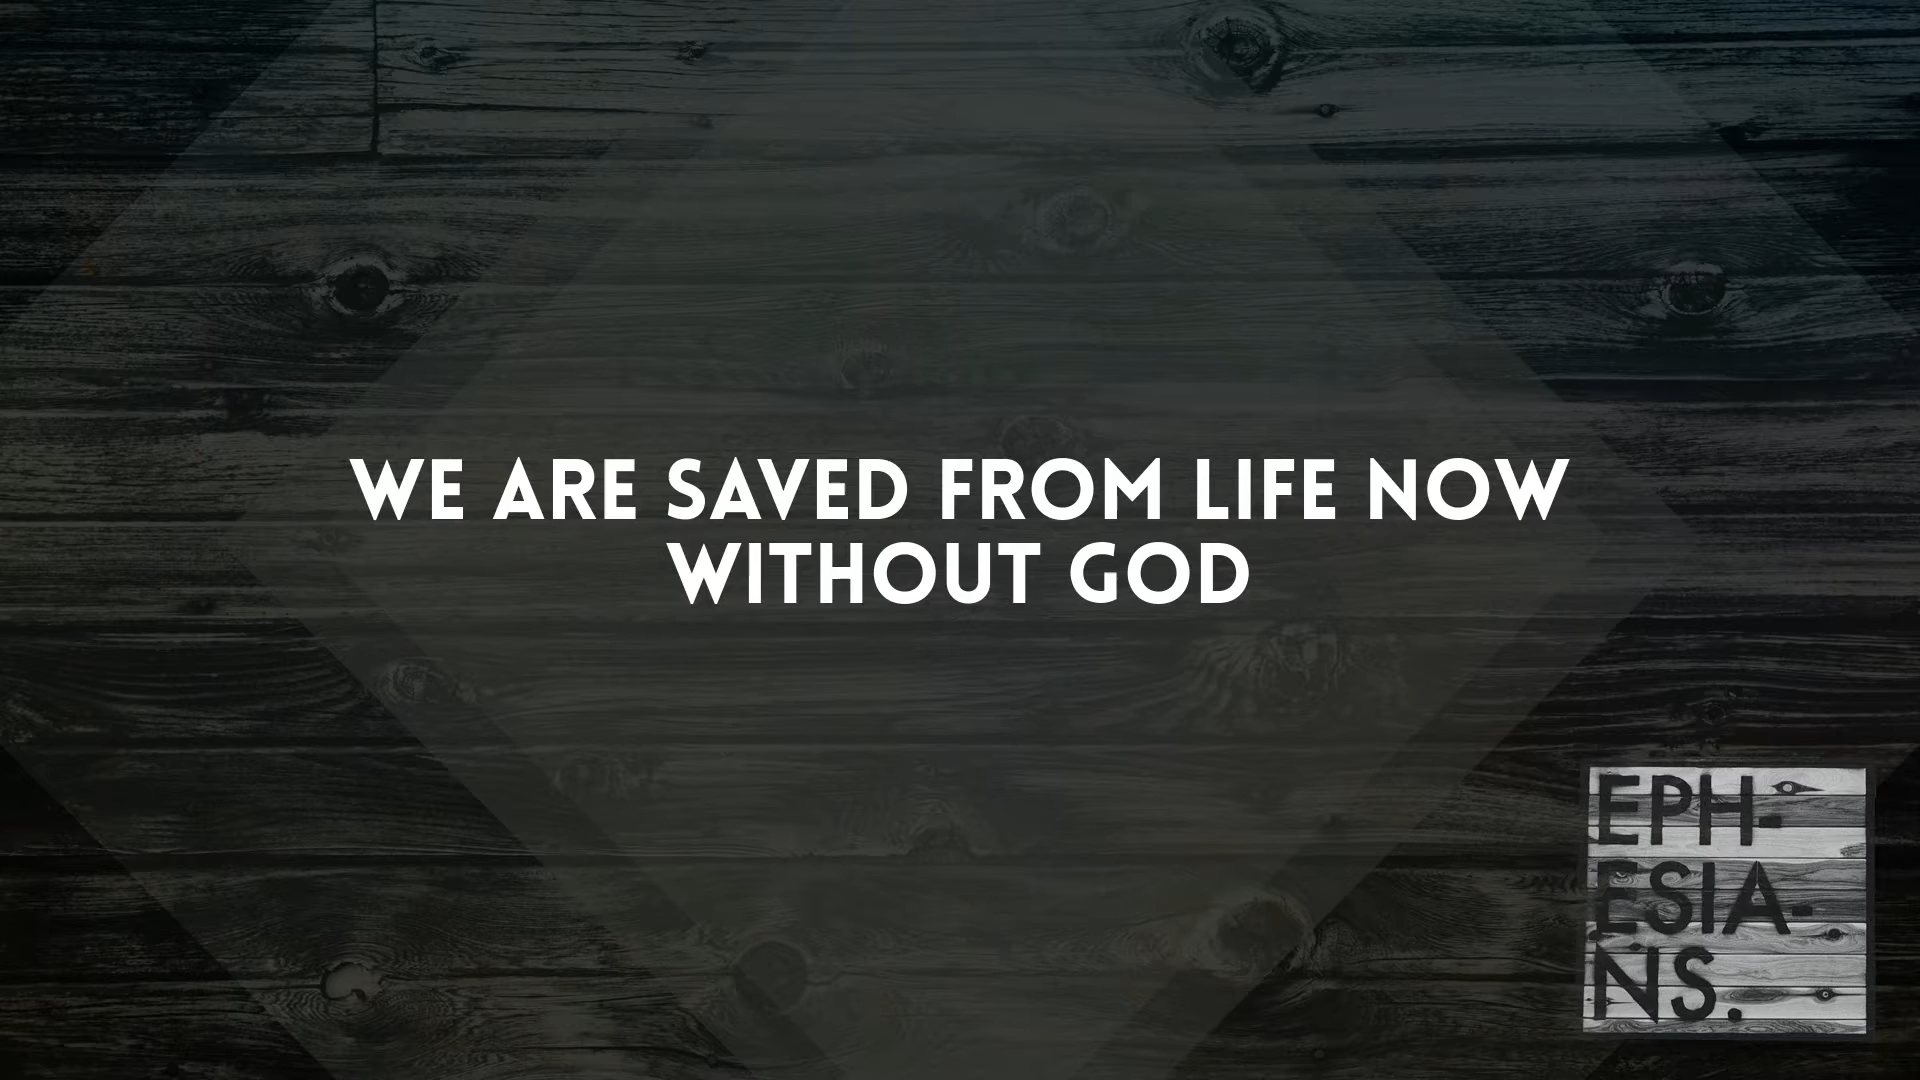 WE ARE SAVED FROM LIFE NOW
WITHOUT GOD
EPH-
ESIA-
NS.